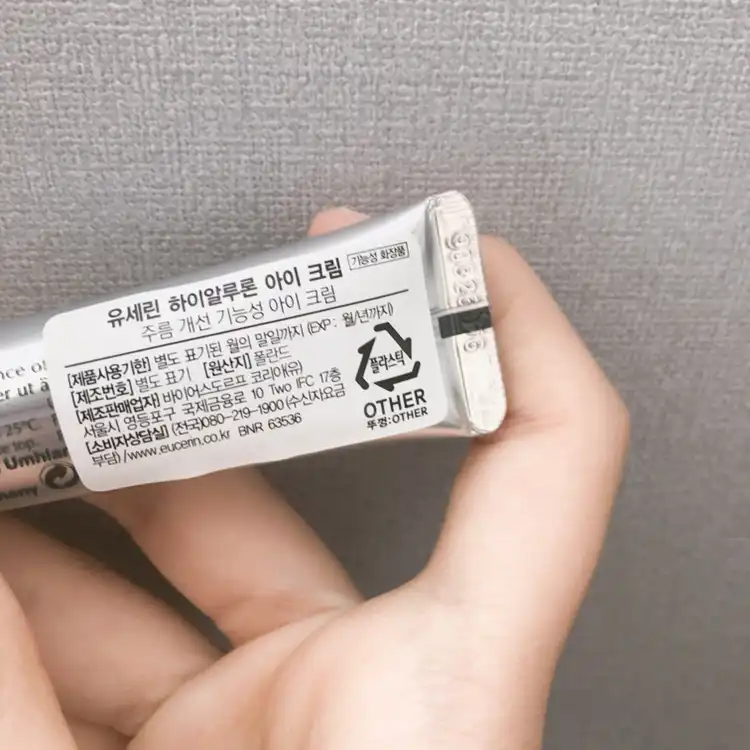 기능성 화장품
유세린 하이알루론 아이 크림
주름 개선 기능성 아이 크림
[제품사용기한] 별도 표기된 월의 말일까지 (EXP : 월/년까지)
[제조번호] 별도 표기 [원산지] 폴란드
[제조판매업자] 바이어스도르프 코리아(유)
서울시 영등포구 국제금융로 10 Two IFC 17층
[소비자상담실] (전국)080-219-1900(수신자요금
부담)/www.eucerin.co.kr BNR 63536
플라스틱
OTHER
뚜껑:OTHER
25°C